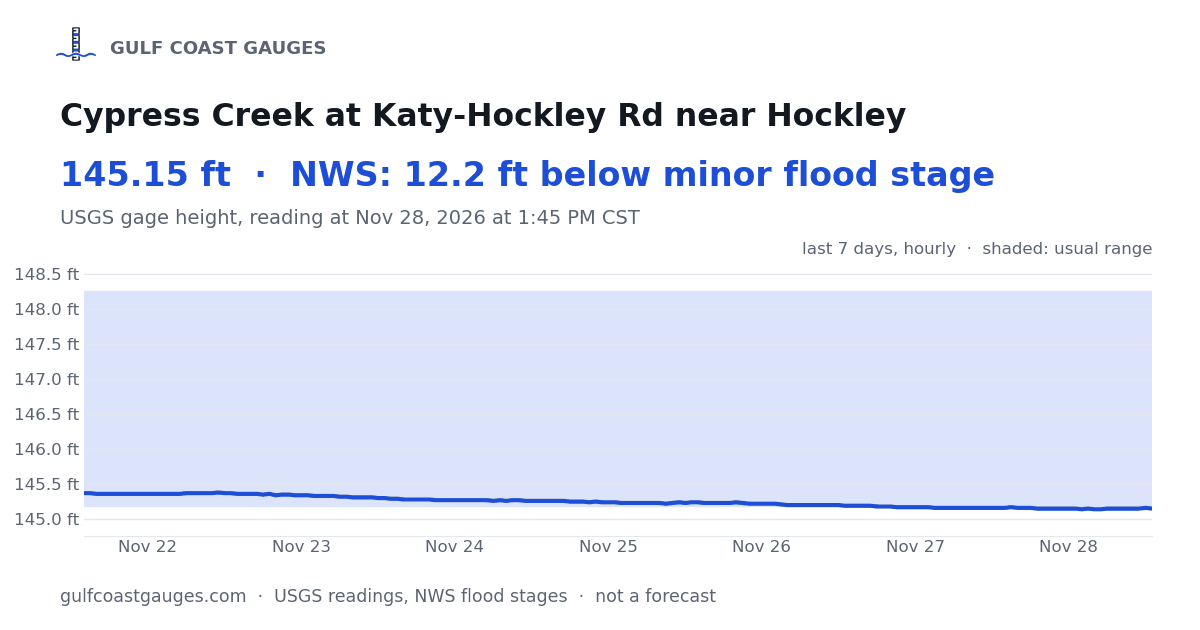 GULF COAST GAUGES
Cypress Creek at Katy-Hockley Rd near Hockley
145.15 ft · NWS: 12.2 ft below minor flood stage
USGS gage height, reading at Nov 28, 2026 at 1:45 PM CST
last 7 days, hourly · shaded: usual range
148.5 ft
148.0 ft
147.5 ft
147.0 ft
146.5 ft
146.0 ft
145.5 ft
145.0 ft
Nov 22 Nov 23 Nov 24 Nov 25 Nov 26 Nov 27 Nov 28
gulfcoastgauges.com · USGS readings, NWS flood stages · not a forecast